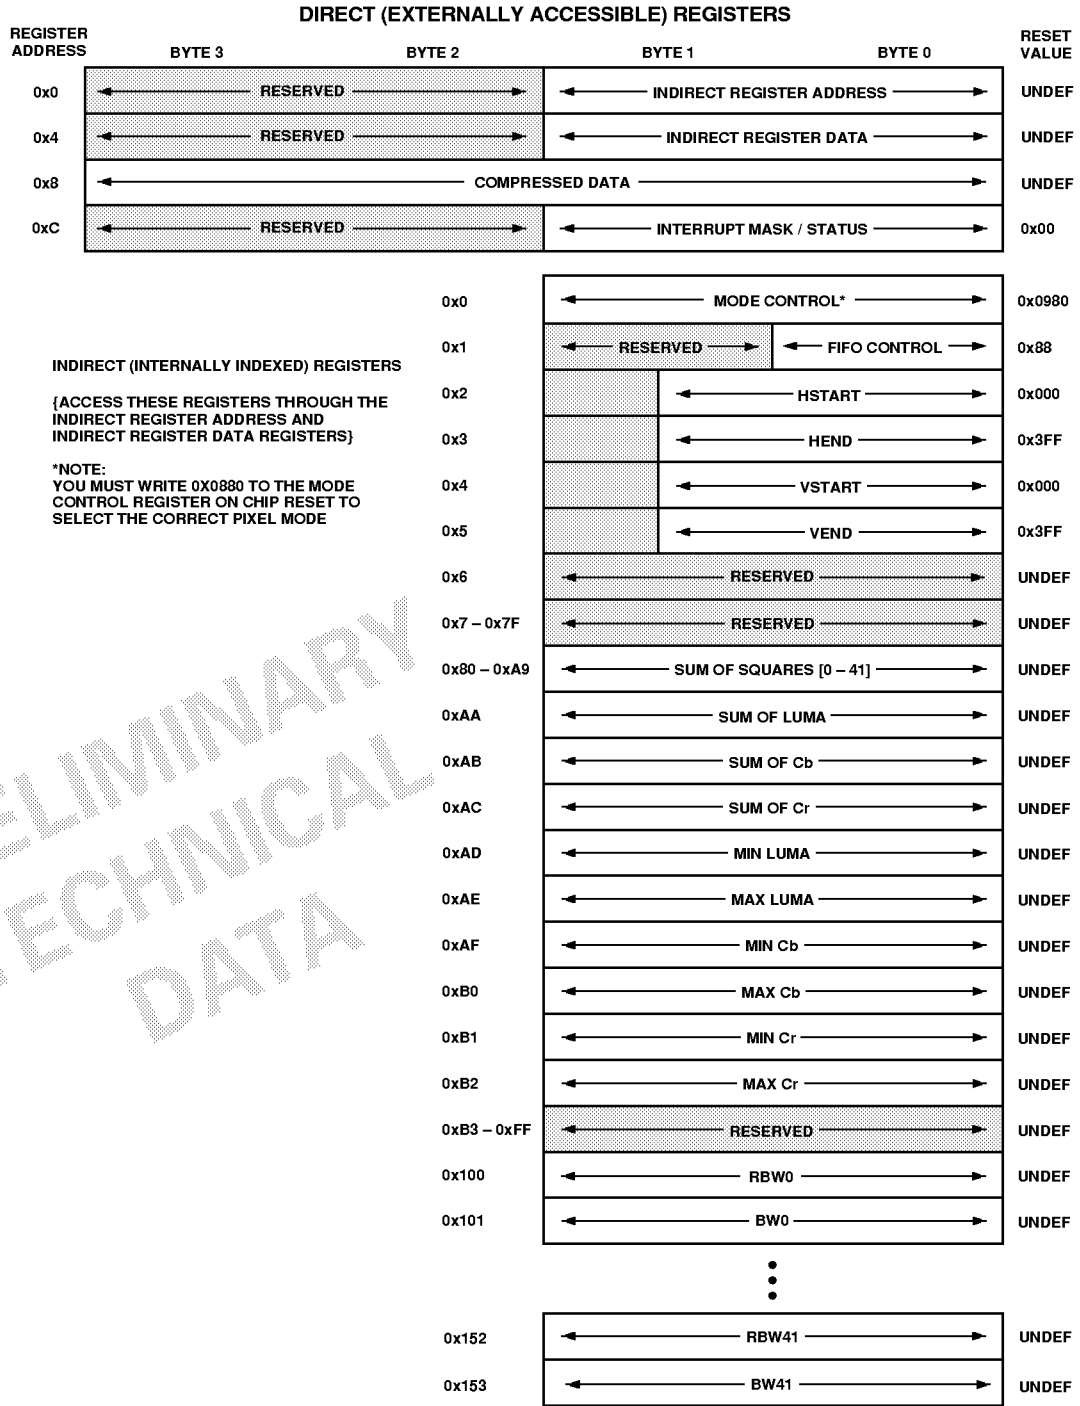 DIRECT (EXTERNALLY ACCESSIBLE) REGISTERS
REGISTER ADDRESS BYTE 3 BYTE 2 BYTE 1 BYTE 0 RESET VALUE
0x0 RESERVED INDIRECT REGISTER ADDRESS UNDEF
0x4 RESERVED INDIRECT REGISTER DATA UNDEF
0x8 COMPRESSED DATA UNDEF
0xC RESERVED INTERRUPT MASK / STATUS 0x00
0x0 MODE CONTROL* 0x0980
0x1 RESERVED FIFO CONTROL 0x88
INDIRECT (INTERNALLY INDEXED) REGISTERS
{ACCESS THESE REGISTERS THROUGH THE
INDIRECT REGISTER ADDRESS AND
INDIRECT REGISTER DATA REGISTERS}
*NOTE:
YOU MUST WRITE 0X0880 TO THE MODE
CONTROL REGISTER ON CHIP RESET TO
SELECT THE CORRECT PIXEL MODE
0x2 HSTART 0x000
0x3 HEND 0x3FF
0x4 VSTART 0x000
0x5 VEND 0x3FF
0x6 RESERVED UNDEF
0x7 – 0x7F RESERVED UNDEF
0x80 – 0xA9 SUM OF SQUARES [0 – 41] UNDEF
0xAA SUM OF LUMA UNDEF
0xAB SUM OF Cb UNDEF
0xAC SUM OF Cr UNDEF
0xAD MIN LUMA UNDEF
0xAE MAX LUMA UNDEF
0xAF MIN Cb UNDEF
0xB0 MAX Cb UNDEF
0xB1 MIN Cr UNDEF
0xB2 MAX Cr UNDEF
0xB3 – 0xFF RESERVED UNDEF
0x100 RBW0 UNDEF
0x101 BW0 UNDEF
0x152 RBW41 UNDEF
0x153 BW41 UNDEF
ELIMINARY
TECHNICAL
DATA